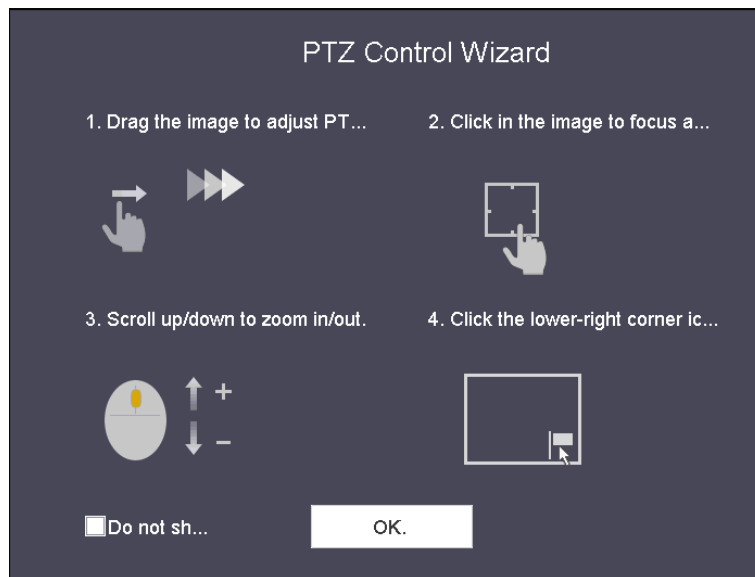 PTZ Control Wizard
1. Drag the image to adjust PT...
2. Click in the image to focus a...
3. Scroll up/down to zoom in/out.
4. Click the lower-right corner ic...
+
−
Do not sh...
OK.